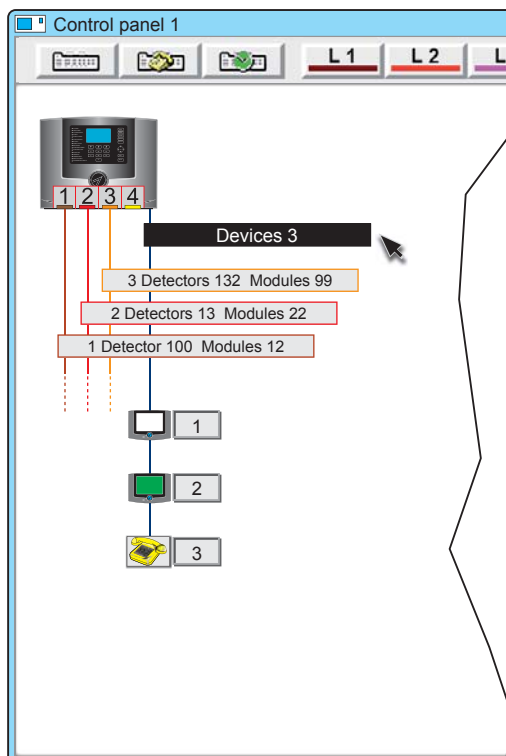 Control panel 1
L 1 L 2 L
1 2 3 4
Devices 3
3 Detectors 132 Modules 99
2 Detectors 13 Modules 22
1 Detector 100 Modules 12
1
2
3